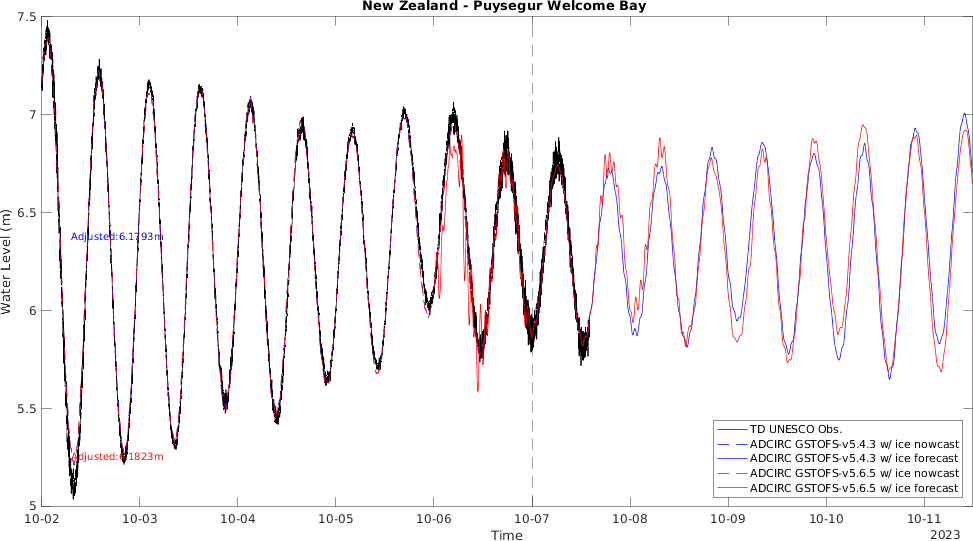 New Zealand - Puysegur Welcome Bay
7.5
7
6.5
6
5.5
5
Water Level (m)
Adjusted:6.1793m
Adjusted:6.1823m
TD UNESCO Obs.
ADCIRC GSTOFS-v5.4.3 w/ ice nowcast
ADCIRC GSTOFS-v5.4.3 w/ ice forecast
ADCIRC GSTOFS-v5.6.5 w/ ice nowcast
ADCIRC GSTOFS-v5.6.5 w/ ice forecast
10-02 10-03 10-04 10-05 10-06 10-07 10-08 10-09 10-10 10-11
Time
2023